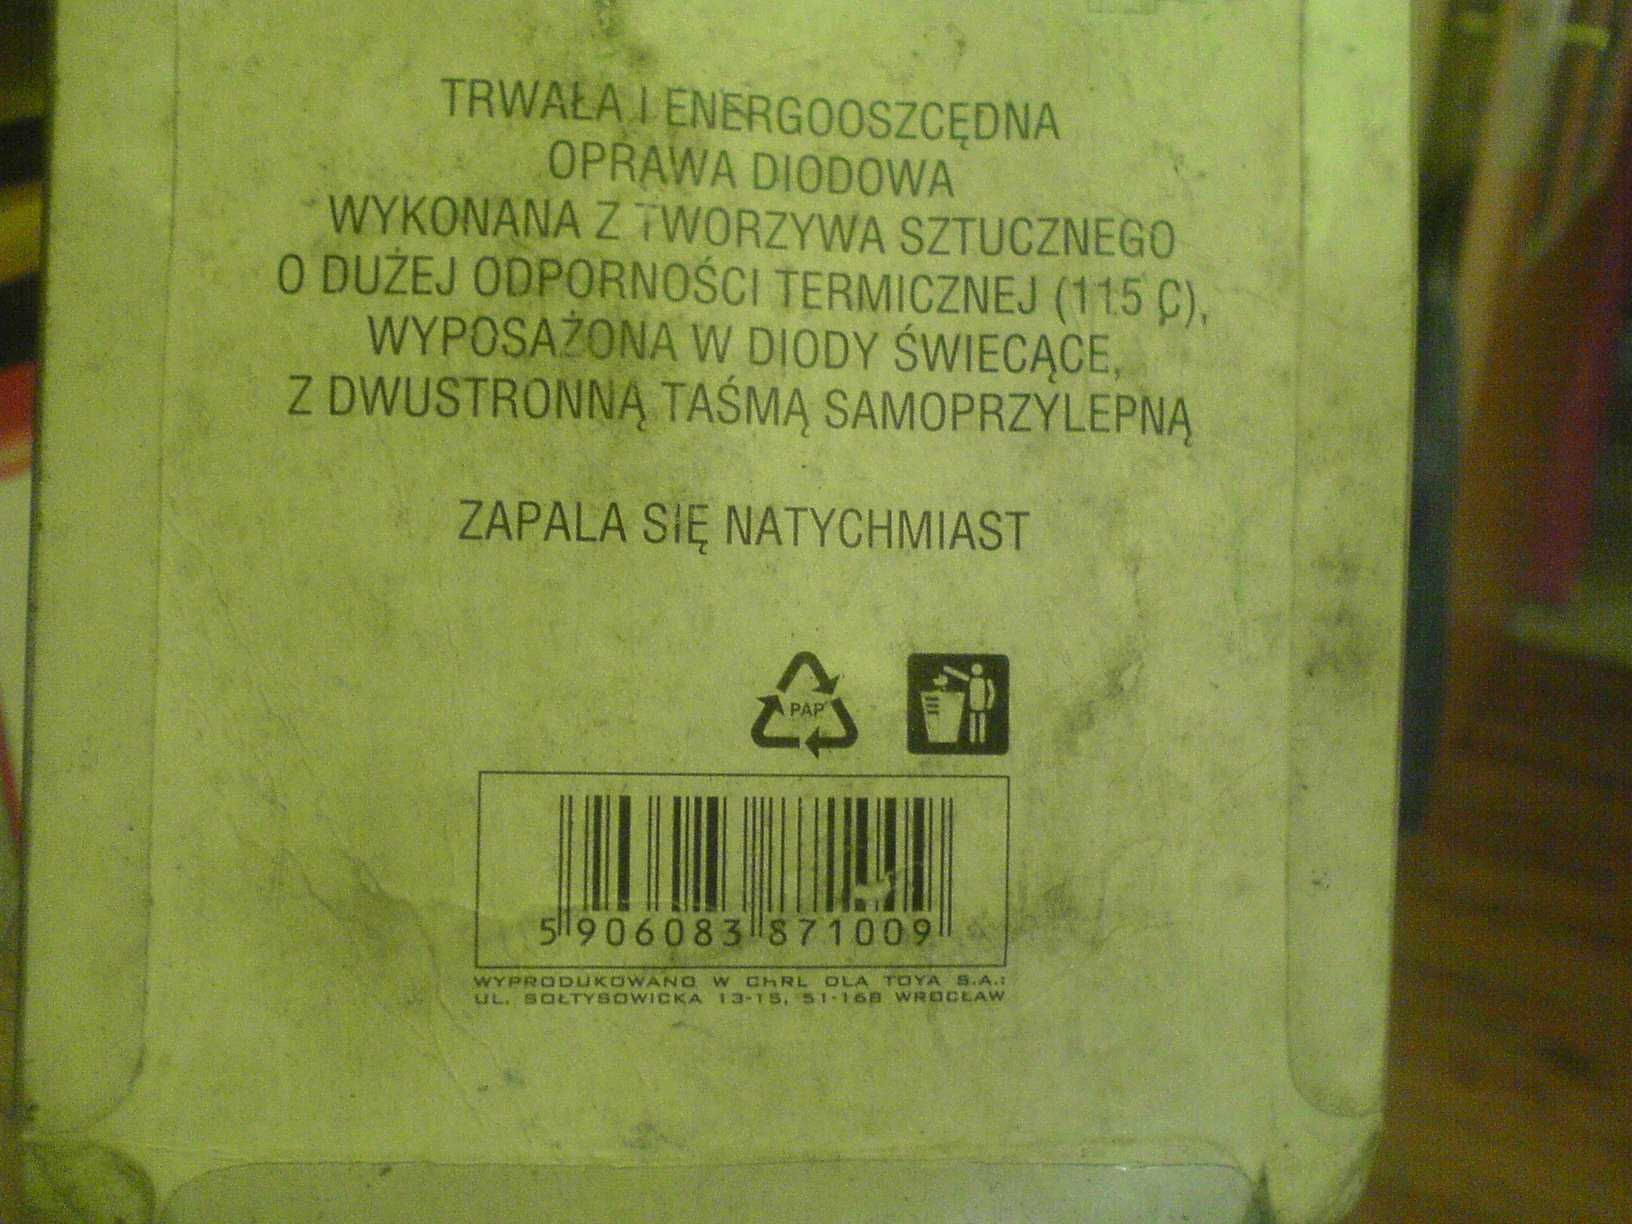 TRWAŁA I ENERGOOSZCĘDNA
OPRAWA DIODOWA
WYKONANA Z TWORZYWA SZTUCZNEGO
O DUŻEJ ODPORNOŚCI TERMICZNEJ (115 C),
WYPOSAŻONA W DIODY ŚWIECĄCE,
Z DWUSTRONNĄ TAŚMĄ SAMOPRZYLEPNĄ
ZAPALA SIĘ NATYCHMIAST
PAP
5 906083 871009
WYPRODUKOWANO W ChRL DLA TOYA S.A.:
UL. SOŁTYSOWICKA 13-15, 51-168 WROCŁAW